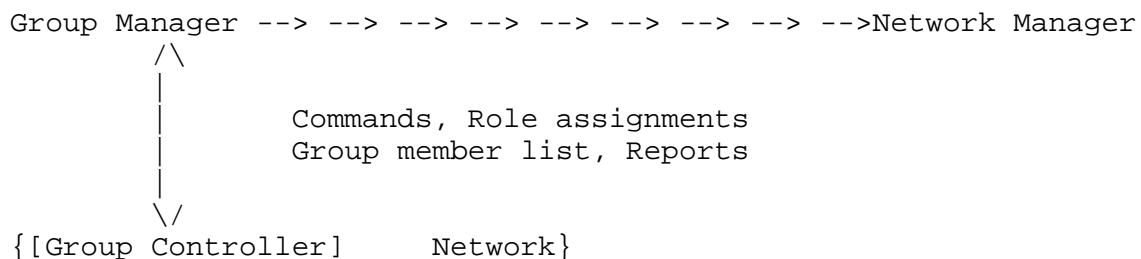 Group Manager --> --> --> --> --> --> --> --> -->Network Manager
/\
|
| Commands, Role assignments
| Group member list, Reports
|
\/
{[Group Controller] Network}